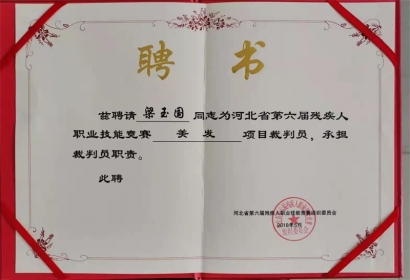 聘书
兹聘请 梁玉国 同志为河北省第六届残疾人
职业技能竞赛 美发 项目裁判员，承担
裁判员职责。
此聘
河北省第六届残疾人职业技能竞赛组织委员会